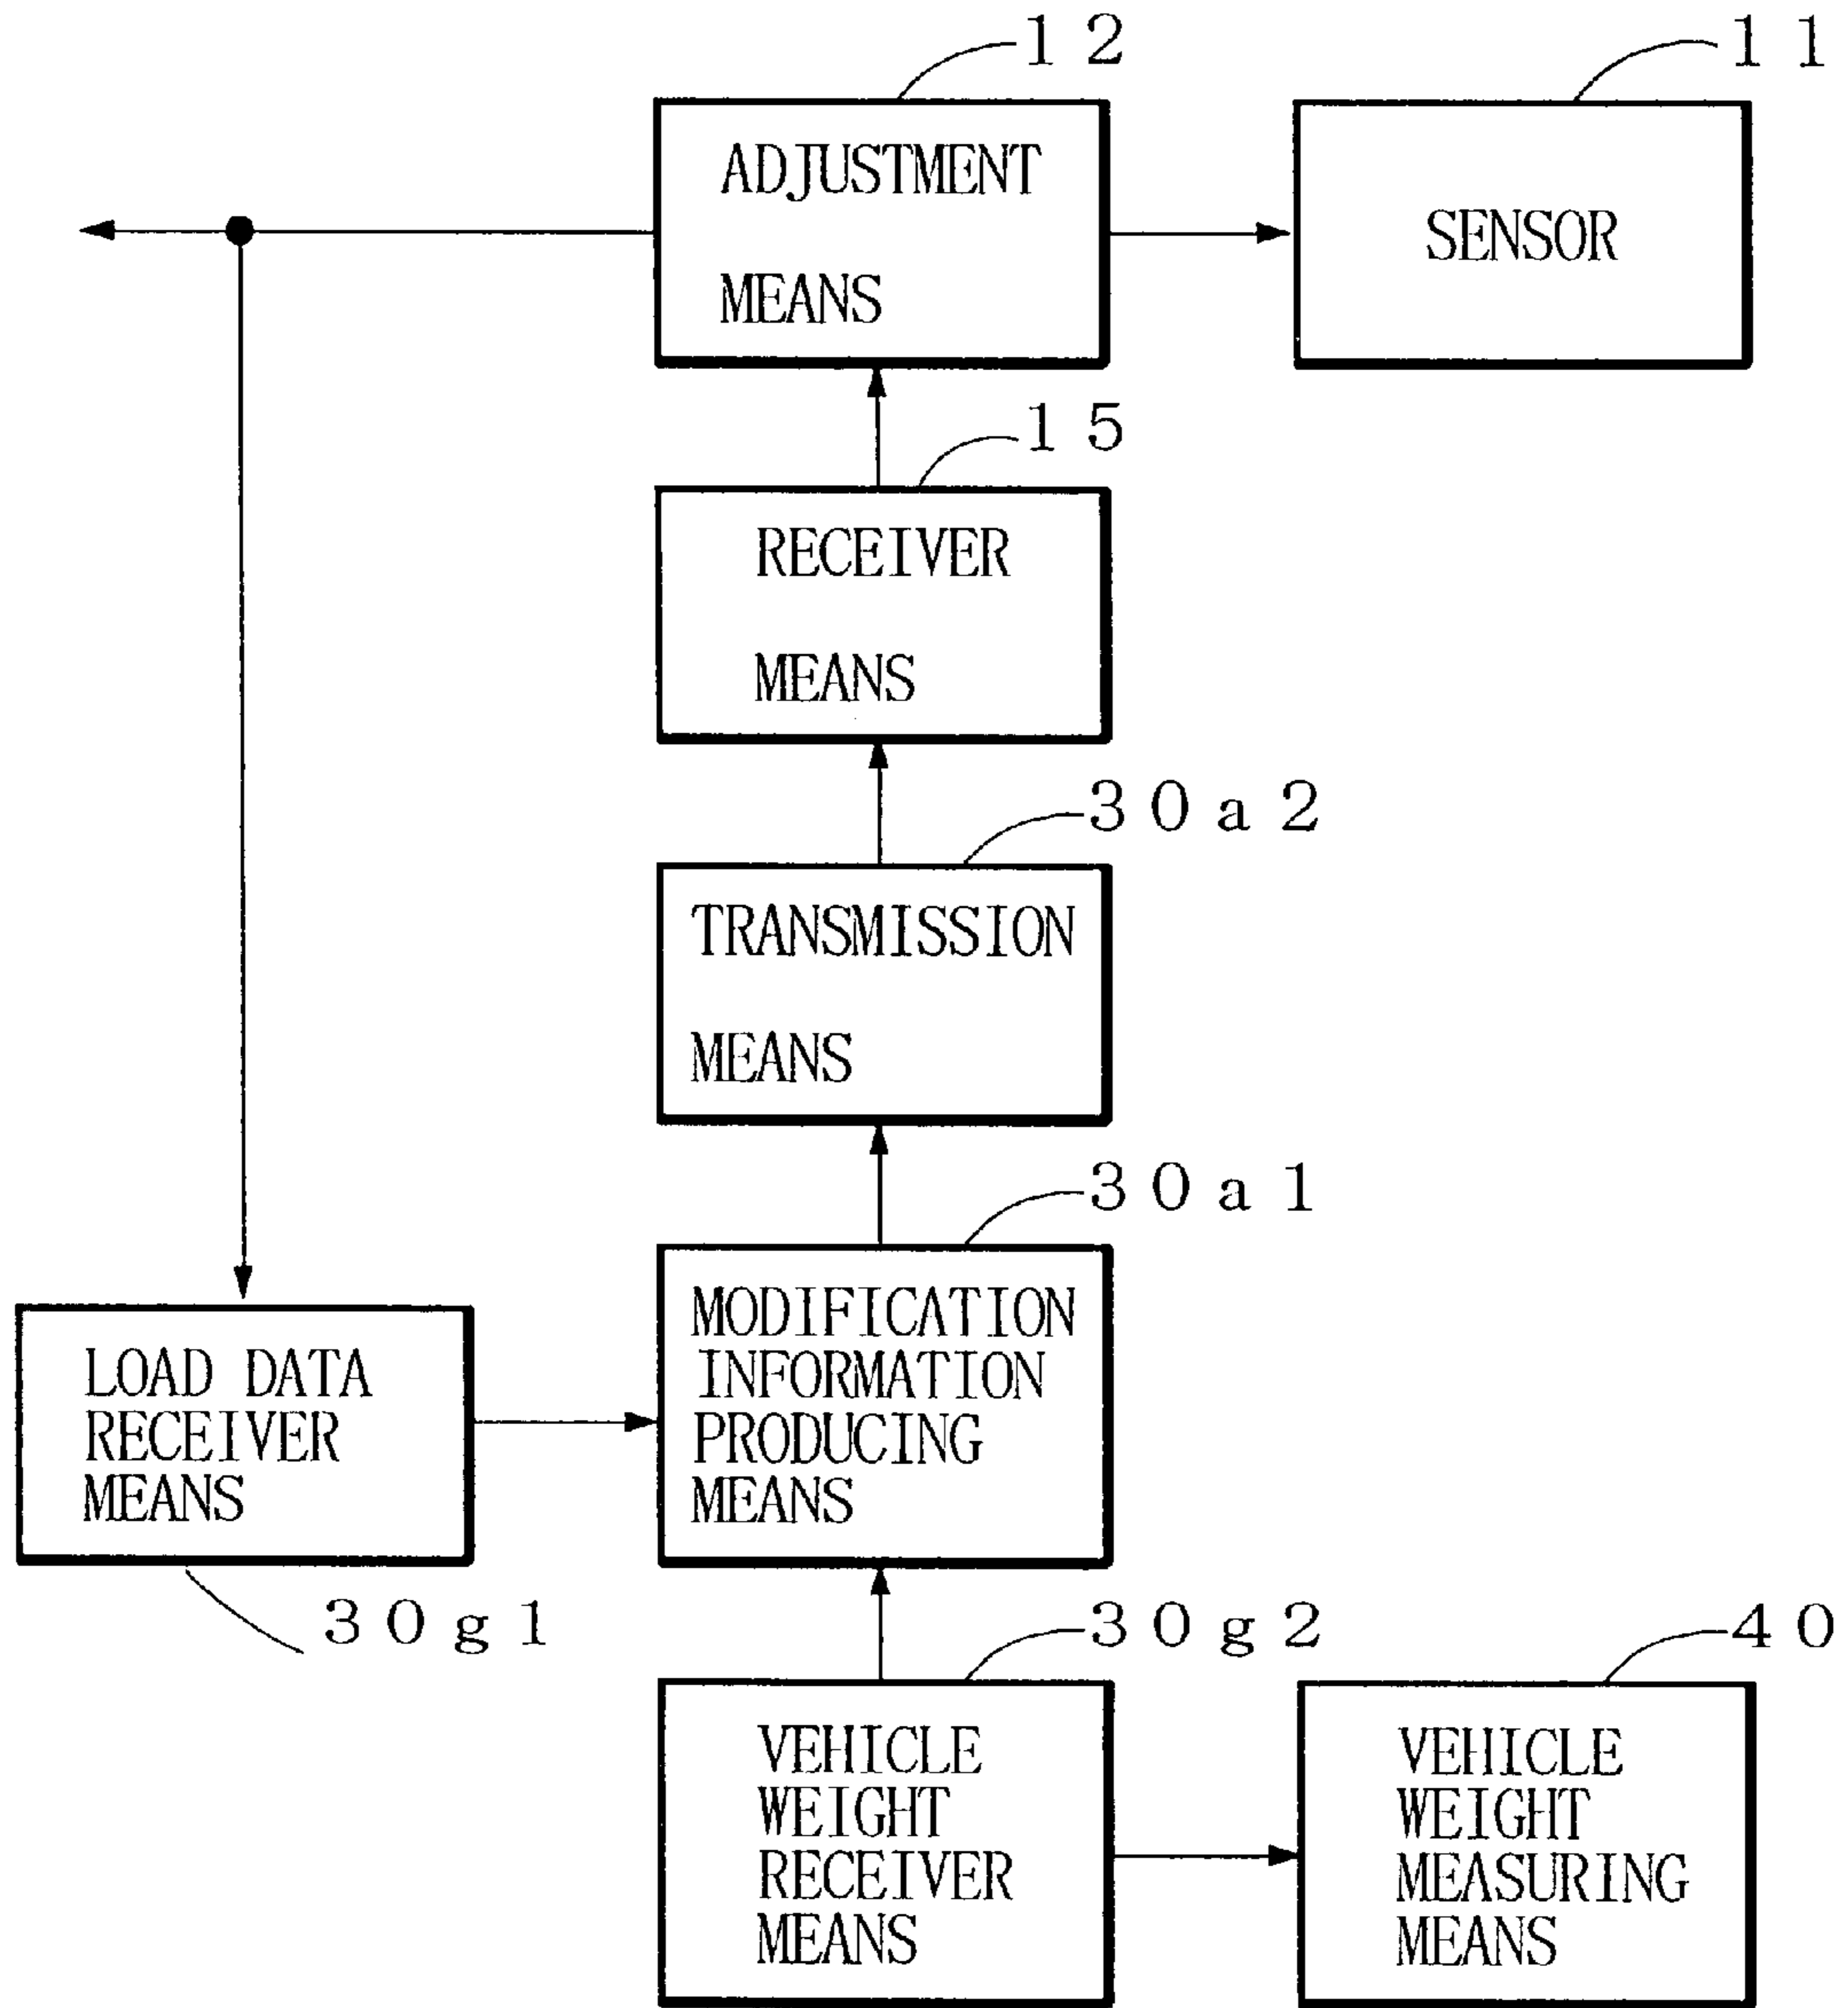 12
11
ADJUSTMENT
MEANS
SENSOR
15
RECEIVER
MEANS
30a2
TRANSMISSION
MEANS
30a1
MODIFICATION
INFORMATION
PRODUCING
MEANS
LOAD DATA
RECEIVER
MEANS
30g1
30g2
40
VEHICLE
WEIGHT
RECEIVER
MEANS
VEHICLE
WEIGHT
MEASURING
MEANS